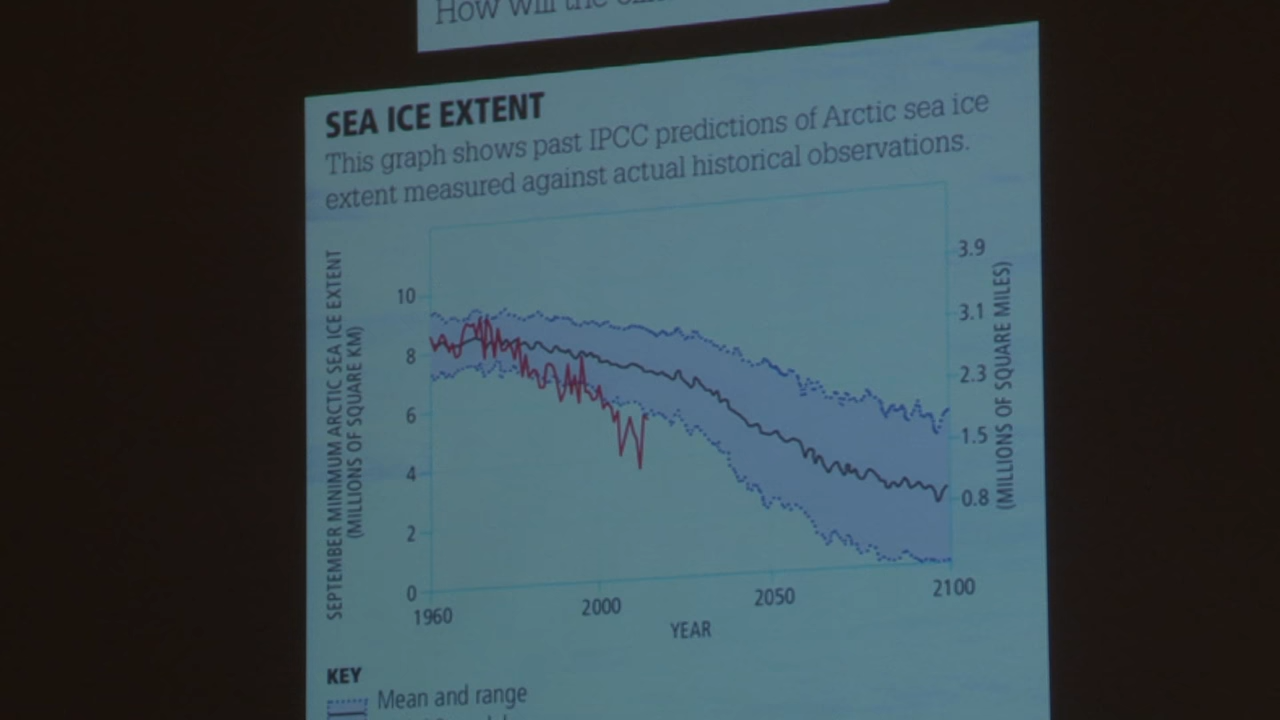 How will the
SEA ICE EXTENT
This graph shows past IPCC predictions of Arctic sea ice
extent measured against actual historical observations.
SEPTEMBER MINIMUM ARCTIC SEA ICE EXTENT
(MILLIONS OF SQUARE KM)
10
8
6
4
2
0
3.9
3.1
2.3
1.5
0.8
(MILLIONS OF SQUARE MILES)
1960
2000
2050
2100
YEAR
KEY
Mean and range